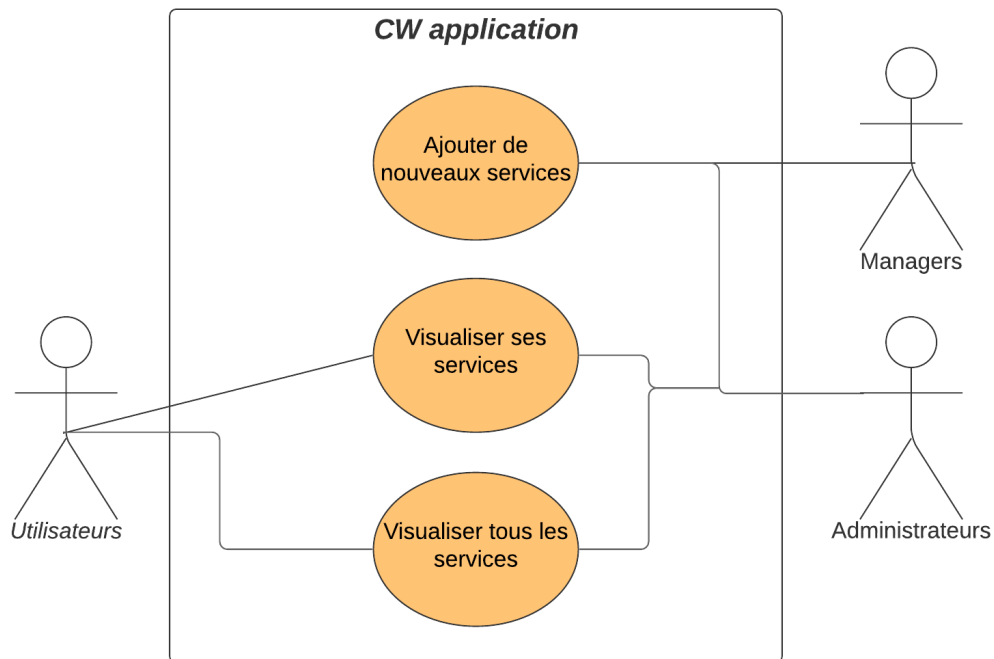 CW application
Ajouter de
nouveaux services
Managers
Visualiser ses
services
Utilisateurs
Visualiser tous les
services
Administrateurs